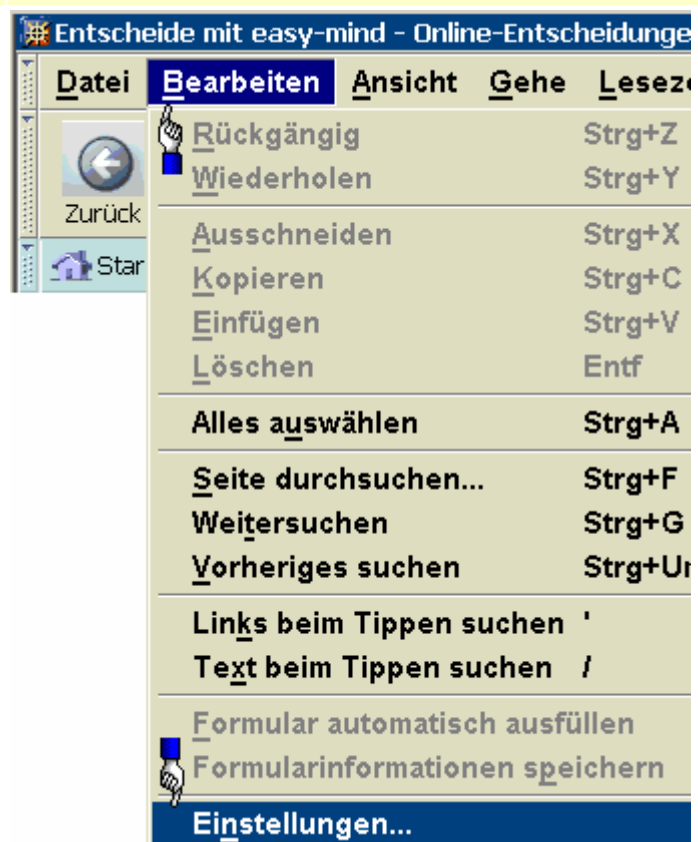 Entscheide mit easy-mind - Online-Entscheidunge
Datei Bearbeiten Ansicht Gehe Leseze
Rückgängig Strg+Z
Wiederholen Strg+Y
Zurück
Ausschneiden Strg+X
Star
Kopieren Strg+C
Einfügen Strg+V
Löschen Entf
Alles auswählen Strg+A
Seite durchsuchen... Strg+F
Weitersuchen Strg+G
Vorheriges suchen Strg+Um
Links beim Tippen suchen '
Text beim Tippen suchen /
Formular automatisch ausfüllen
Formularinformationen speichern
Einstellungen...